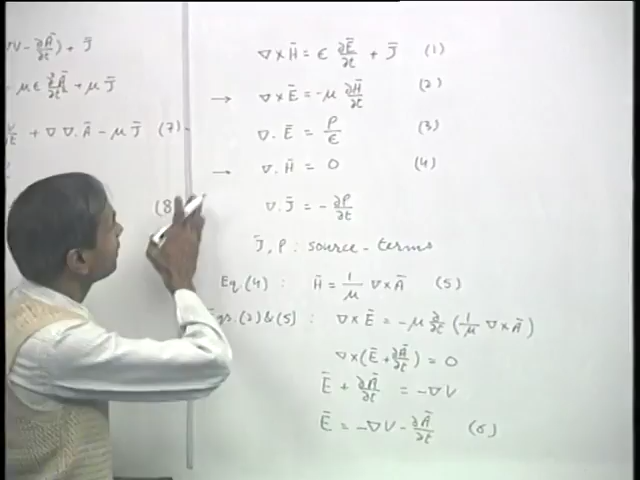 ∇V - ∂Ā/∂t) + J̄
- με ∂²Ā/∂t² + μ J̄
+ ∇ ∇. Ā - μ J̄ (7)
(8
∇ x H̄ = ε ∂Ē/∂t + J̄ (1)
→ ∇ x Ē = -μ ∂H̄/∂t (2)
∇. Ē = ρ/ε (3)
→ ∇. H̄ = 0 (4)
∇. J̄ = - ∂ρ/∂t
J̄, ρ : source-terms
Eq.(4) : H̄ = 1/μ ∇ x Ā (5)
Eqs.(2)&(5) : ∇ x Ē = -μ ∂/∂t (1/μ ∇ x Ā)
∇ x (Ē + ∂Ā/∂t) = 0
Ē + ∂Ā/∂t = -∇V
Ē = -∇V - ∂Ā/∂t (6)